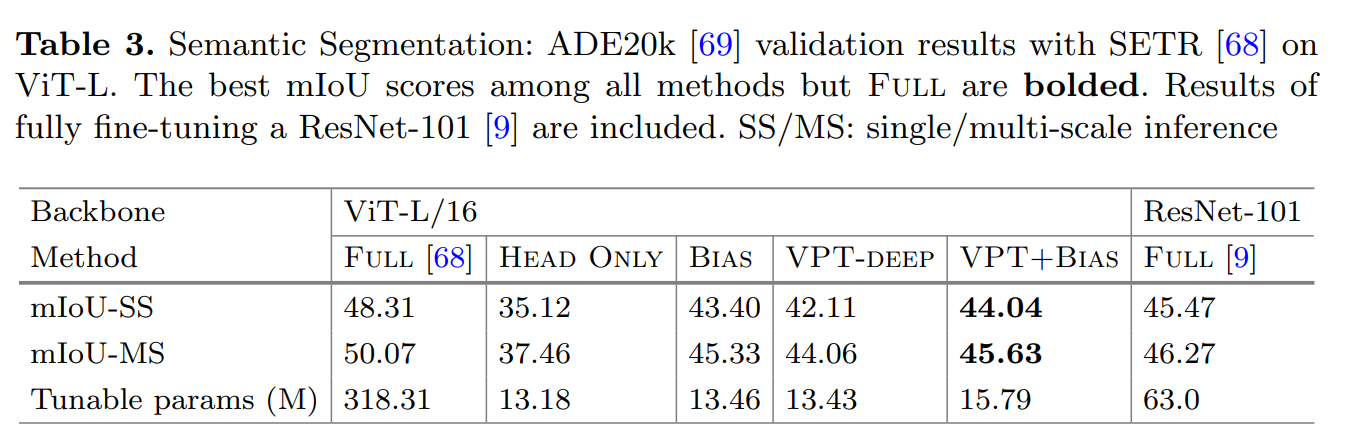 Table 3. Semantic Segmentation: ADE20k [69] validation results with SETR [68] on
ViT-L. The best mIoU scores among all methods but FULL are bolded. Results of
fully fine-tuning a ResNet-101 [9] are included. SS/MS: single/multi-scale inference
Backbone ViT-L/16 ResNet-101
Method FULL [68] HEAD ONLY BIAS VPT-DEEP VPT+BIAS FULL [9]
mIoU-SS 48.31 35.12 43.40 42.11 44.04 45.47
mIoU-MS 50.07 37.46 45.33 44.06 45.63 46.27
Tunable params (M) 318.31 13.18 13.46 13.43 15.79 63.0